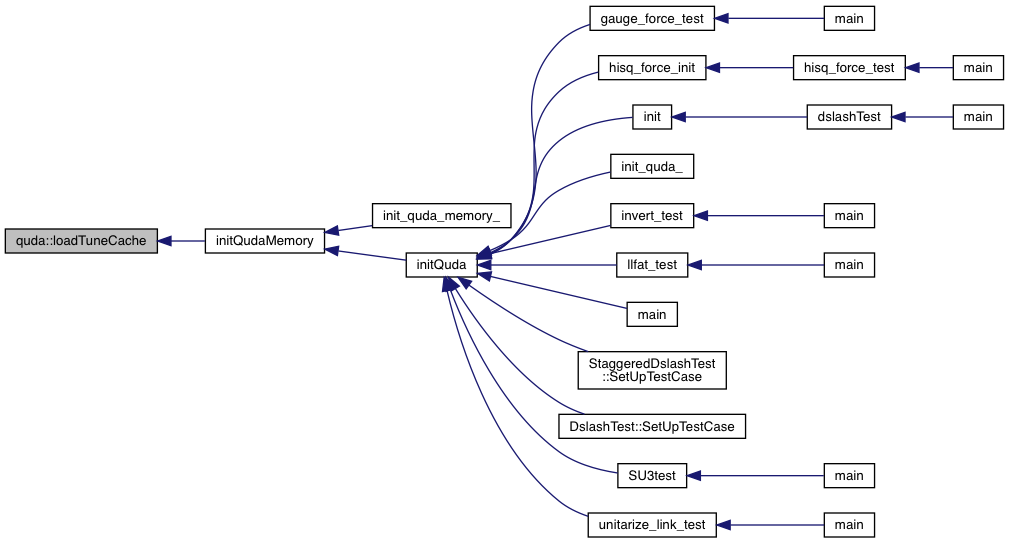 gauge_force_test
main
hisq_force_init
hisq_force_test
main
init
dslashTest
main
init_quda_
init_quda_memory_
invert_test
main
quda::loadTuneCache
initQudaMemory
initQuda
llfat_test
main
main
StaggeredDslashTest
::SetUpTestCase
DslashTest::SetUpTestCase
SU3test
main
unitarize_link_test
main